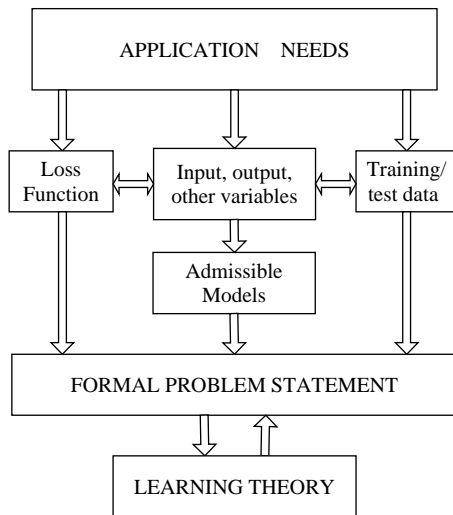 APPLICATION NEEDS
Loss
Function
Input, output,
other variables
Training/
test data
Admissible
Models
FORMAL PROBLEM STATEMENT
LEARNING THEORY